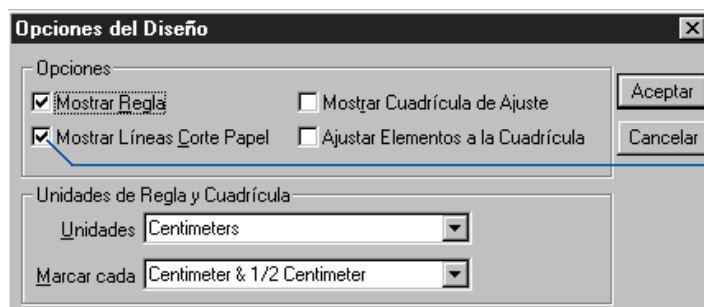 Opciones del Diseño
Opciones
Mostrar Regla
Mostrar Cuadrícula de Ajuste
Aceptar
Mostrar Líneas Corte Papel
Ajustar Elementos a la Cuadrícula
Cancelar
Unidades de Regla y Cuadrícula
Unidades Centimeters
Marcar cada Centimeter & 1/2 Centimeter